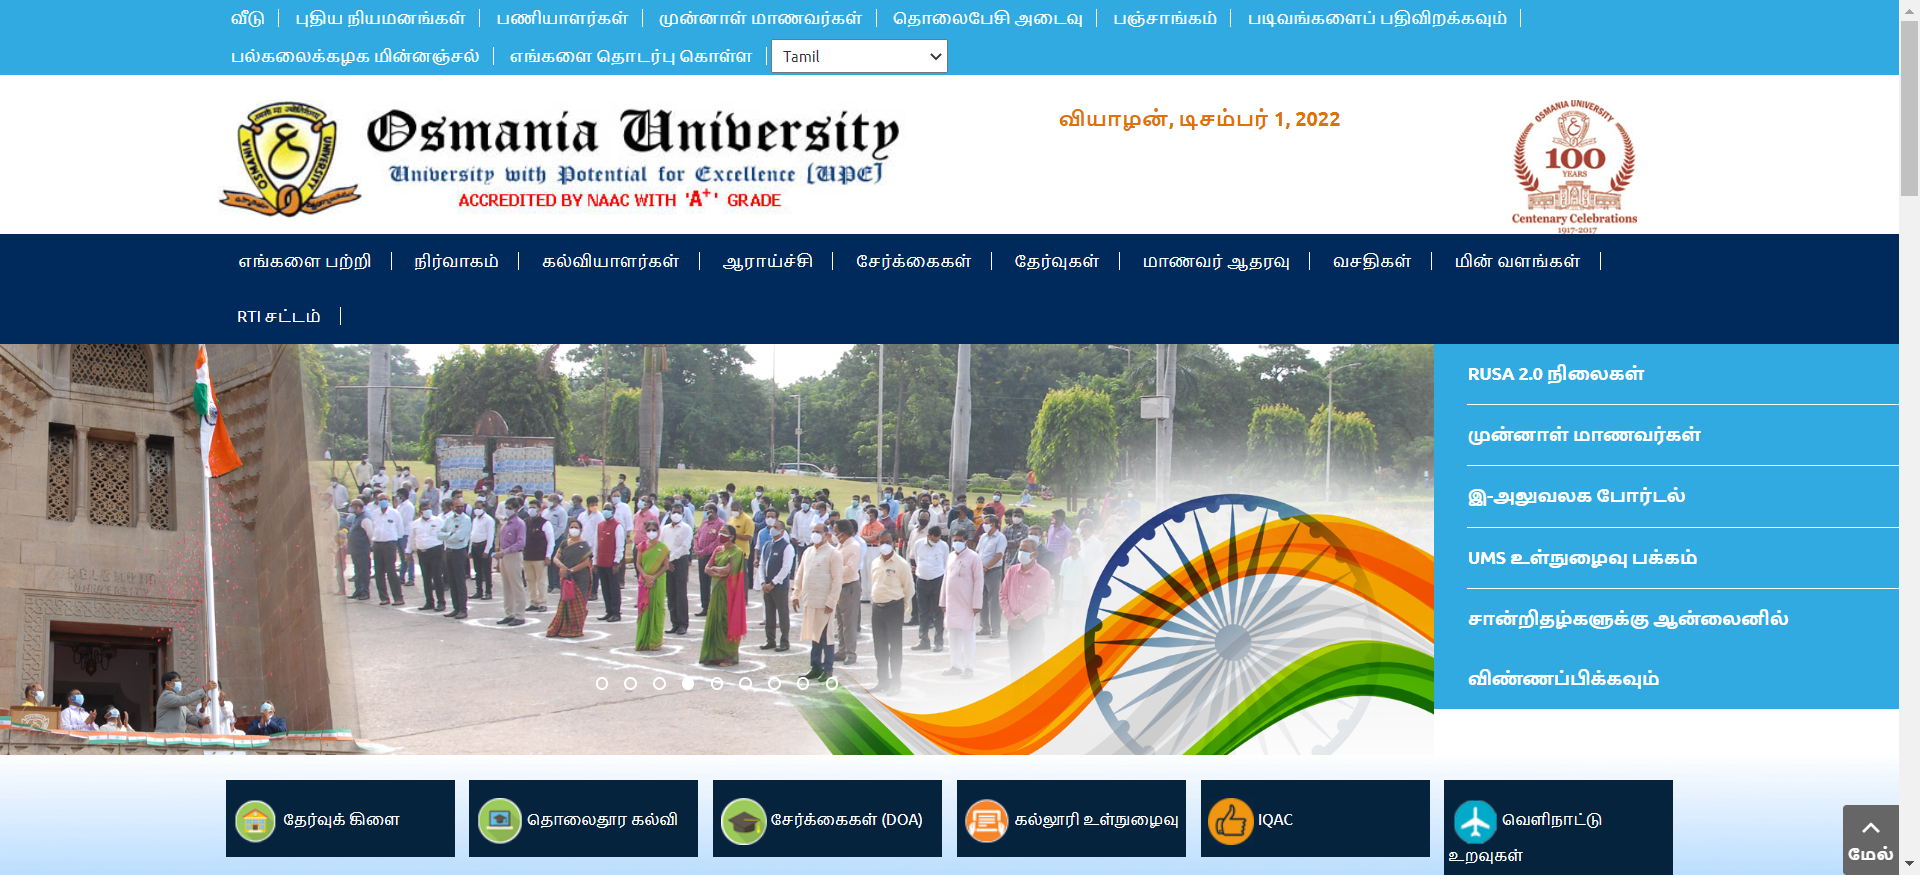 வீடு புதிய நியமனங்கள் பணியாளர்கள் முன்னாள் மாணவர்கள் தொலைபேசி அடைவு பஞ்சாங்கம் படிவங்களைப் பதிவிறக்கவும்
பல்கலைக்கழக மின்னஞ்சல் எங்களை தொடர்பு கொள்ள Tamil
Osmania University
University with Potential for Excellence [UPE]
ACCREDITED BY NAAC WITH 'A+' GRADE
OSMANIA UNIVERSITY
வியாழன், டிசம்பர் 1, 2022
OSMANIA UNIVERSITY
100
YEARS
Centenary Celebrations
1917-2017
எங்களை பற்றி நிர்வாகம் கல்வியாளர்கள் ஆராய்ச்சி சேர்க்கைகள் தேர்வுகள் மாணவர் ஆதரவு வசதிகள் மின் வளங்கள்
RTI சட்டம்
RUSA 2.0 நிலைகள்
முன்னாள் மாணவர்கள்
இ-அலுவலக போர்டல்
UMS உள்நுழைவு பக்கம்
சான்றிதழ்களுக்கு ஆன்லைனில்
விண்ணப்பிக்கவும்
தேர்வுக் கிளை
தொலைதூர கல்வி
சேர்க்கைகள் (DOA)
கல்லூரி உள்நுழைவு
IQAC
வெளிநாட்டு
உறவுகள்
மேல்